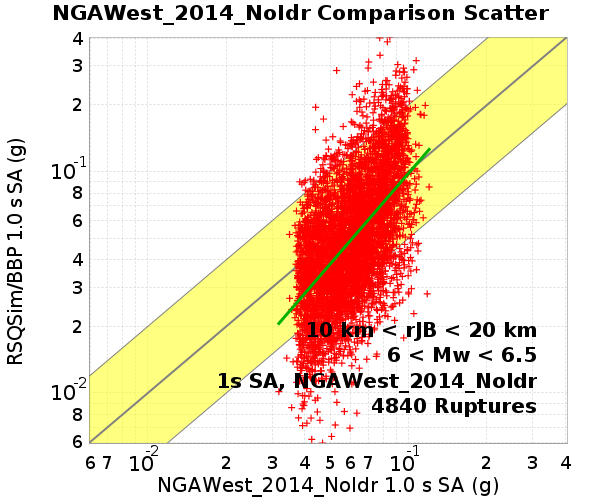 NGAWest_2014_NoIdr Comparison Scatter
RSQSim/BBP 1.0 s SA (g)
4
3
2
10^-1
8
6
4
3
2
10^-2
8
6
10 km < rJB < 20 km
6 < Mw < 6.5
1s SA, NGAWest_2014_NoIdr
4840 Ruptures
6 7 10^-2 2 3 4 5 6 7 10^-1 2 3 4
NGAWest_2014_NoIdr 1.0 s SA (g)